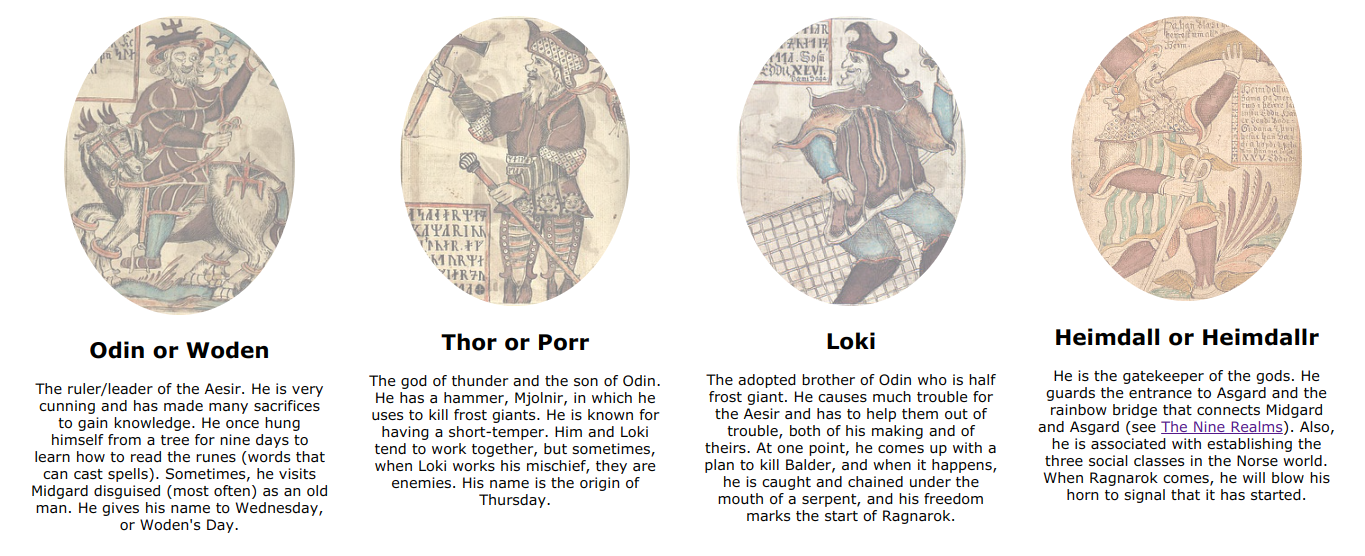 Odin or Woden
The ruler/leader of the Aesir. He is very
cunning and has made many sacrifices
to gain knowledge. He once hung
himself from a tree for nine days to
learn how to read the runes (words that
can cast spells). Sometimes, he visits
Midgard disguised (most often) as an old
man. He gives his name to Wednesday,
or Woden's Day.
Thor or Porr
The god of thunder and the son of Odin.
He has a hammer, Mjolnir, in which he
uses to kill frost giants. He is known for
having a short-temper. Him and Loki
tend to work together, but sometimes,
when Loki works his mischief, they are
enemies. His name is the origin of
Thursday.
Loki
The adopted brother of Odin who is half
frost giant. He causes much trouble for
the Aesir and has to help them out of
trouble, both of his making and of
theirs. At one point, he comes up with a
plan to kill Balder, and when it happens,
he is caught and chained under the
mouth of a serpent, and his freedom
marks the start of Ragnarok.
Heimdall or Heimdallr
He is the gatekeeper of the gods. He
guards the entrance to Asgard and the
rainbow bridge that connects Midgard
and Asgard (see The Nine Realms). Also,
he is associated with establishing the
three social classes in the Norse world.
When Ragnarok comes, he will blow his
horn to signal that it has started.